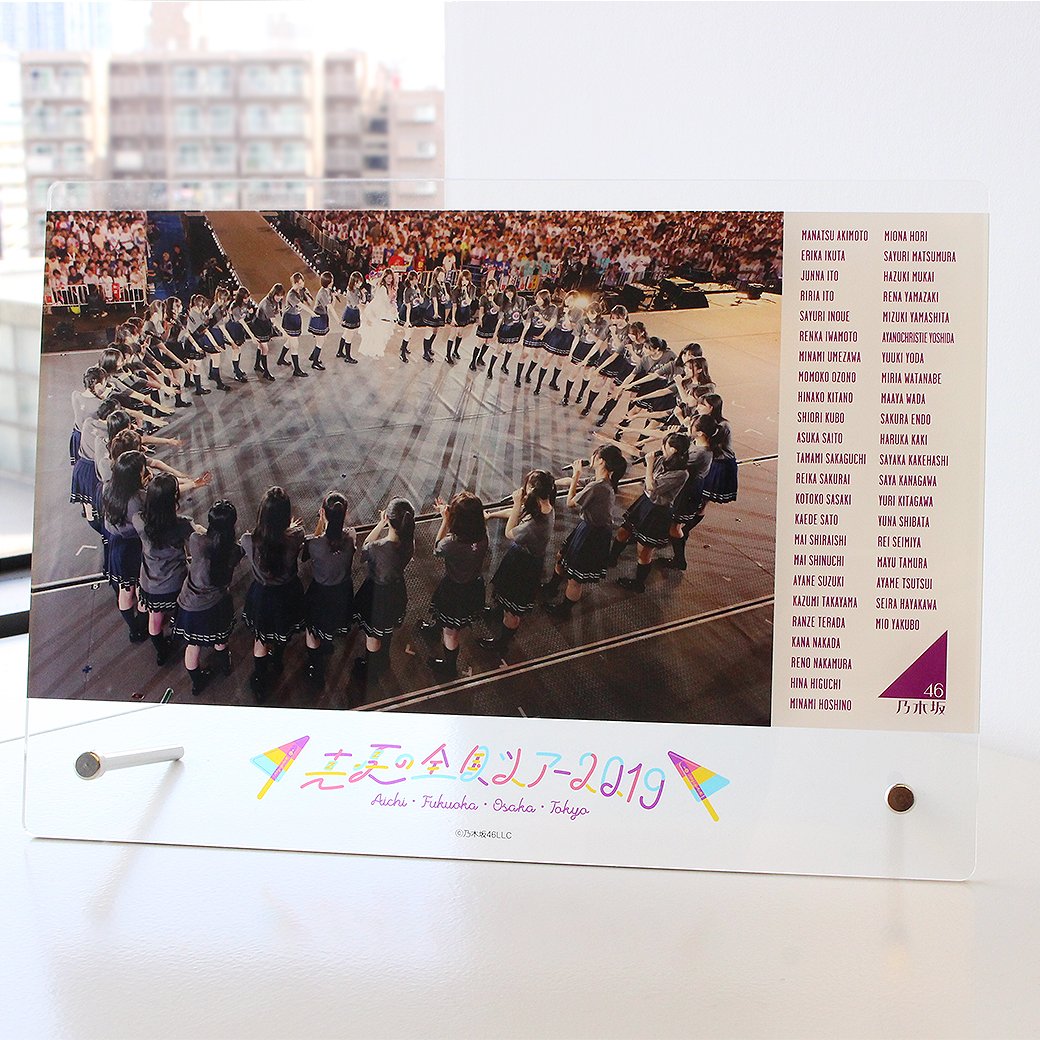 MANATSU AKIMOTO
ERIKA IKUTA
JUNNA ITO
RIRIA ITO
SAYURI INOUE
RENKA IWAMOTO
MINAMI UMEZAWA
MOMOKO OZONO
HINAKO KITANO
SHIORI KUBO
ASUKA SAITO
TAMAMI SAKAGUCHI
REIKA SAKURAI
KOTOKO SASAKI
KAEDE SATO
MAI SHIRAISHI
MAI SHINUCHI
AYANE SUZUKI
KAZUMI TAKAYAMA
RANZE TERADA
KANA NAKADA
RENO NAKAMURA
HINA HIGUCHI
MINAMI HOSHINO
MIONA HORI
SAYURI MATSUMURA
HAZUKI MUKAI
RENA YAMAZAKI
MIZUKI YAMASHITA
AYANOCHRISTIE YOSHIDA
YUUKI YODA
MIRIA WATANABE
MAAYA WADA
SAKURA ENDO
HARUKA KAKI
SAYAKA KAKEHASHI
SAYA KANAGAWA
YURI KITAGAWA
YUNA SHIBATA
REI SEIMIYA
MAYU TAMURA
AYAME TSUTSUI
SEIRA HAYAKAWA
MIO YAKUBO
46
乃木坂
真夏の全国ツアー2019
Aichi・Fukuoka・Osaka・Tokyo
©乃木坂46LLC